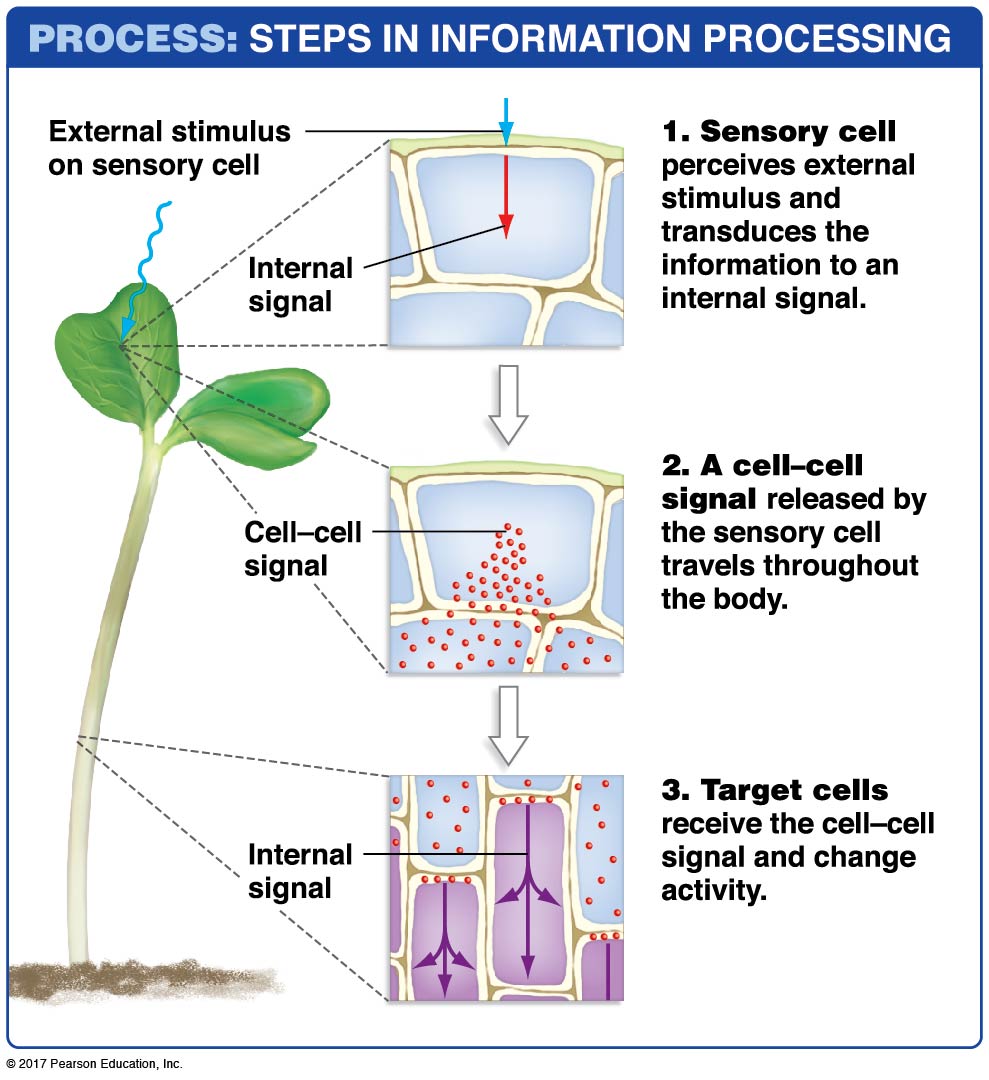 PROCESS: STEPS IN INFORMATION PROCESSING
External stimulus
on sensory cell
Internal
signal
1. Sensory cell
perceives external
stimulus and
transduces the
information to an
internal signal.
Cell–cell
signal
2. A cell–cell
signal released by
the sensory cell
travels throughout
the body.
Internal
signal
3. Target cells
receive the cell–cell
signal and change
activity.
© 2017 Pearson Education, Inc.